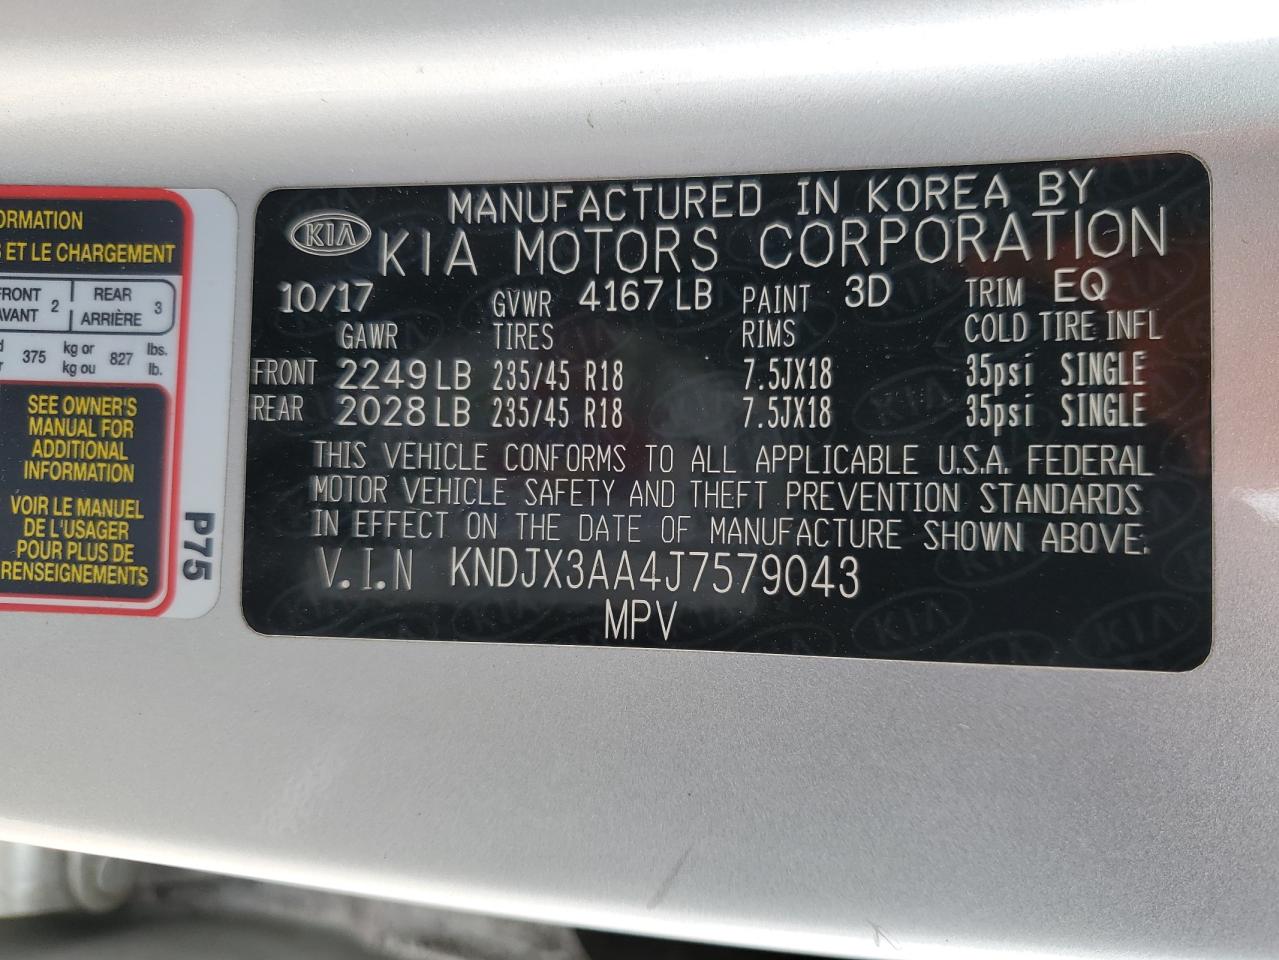 ORMATION
S ET LE CHARGEMENT
FRONT 2 REAR 3
AVANT ARRIÈRE
375 kg or 827 lbs.
kg ou lb.
SEE OWNER'S
MANUAL FOR
ADDITIONAL
INFORMATION
VOIR LE MANUEL
DE L'USAGER
POUR PLUS DE
RENSEIGNEMENTS
P75
KIA
MANUFACTURED IN KOREA BY
KIA MOTORS CORPORATION
10/17 GVWR 4167 LB PAINT 3D TRIM EQ
GAWR TIRES RIMS COLD TIRE INFL
FRONT 2249 LB 235/45 R18 7.5JX18 35psi SINGLE
REAR 2028 LB 235/45 R18 7.5JX18 35psi SINGLE
THIS VEHICLE CONFORMS TO ALL APPLICABLE U.S.A. FEDERAL
MOTOR VEHICLE SAFETY AND THEFT PREVENTION STANDARDS
IN EFFECT ON THE DATE OF MANUFACTURE SHOWN ABOVE.
V.I.N KNDJX3AA4J7579043
MPV